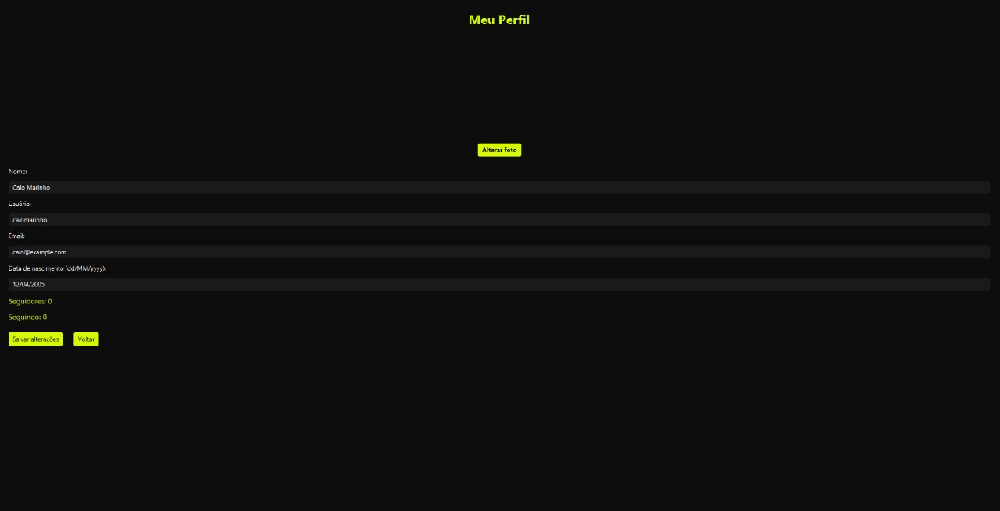 Meu Perfil
Alterar foto
Nome:
Caio Marinho
Usuário:
caiomarinho
Email:
caio@example.com
Data de nascimento (dd/MM/yyyy):
12/04/2005
Seguidores: 0
Seguindo: 0
Salvar alterações Voltar